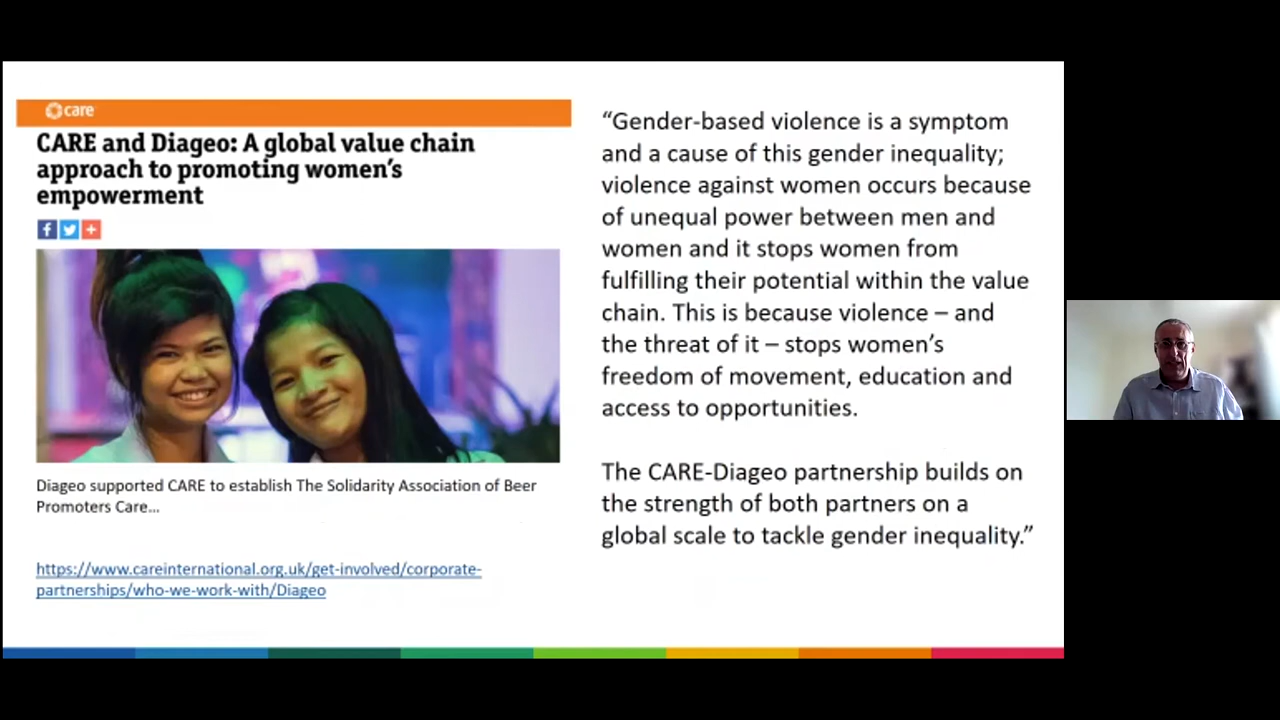 care
CARE and Diageo: A global value chain
approach to promoting women's
empowerment
Diageo supported CARE to establish The Solidarity Association of Beer
Promoters Care...
https://www.careinternational.org.uk/get-involved/corporate-
partnerships/who-we-work-with/Diageo
“Gender-based violence is a symptom
and a cause of this gender inequality;
violence against women occurs because
of unequal power between men and
women and it stops women from
fulfilling their potential within the value
chain. This is because violence – and
the threat of it – stops women's
freedom of movement, education and
access to opportunities.
The CARE-Diageo partnership builds on
the strength of both partners on a
global scale to tackle gender inequality.”